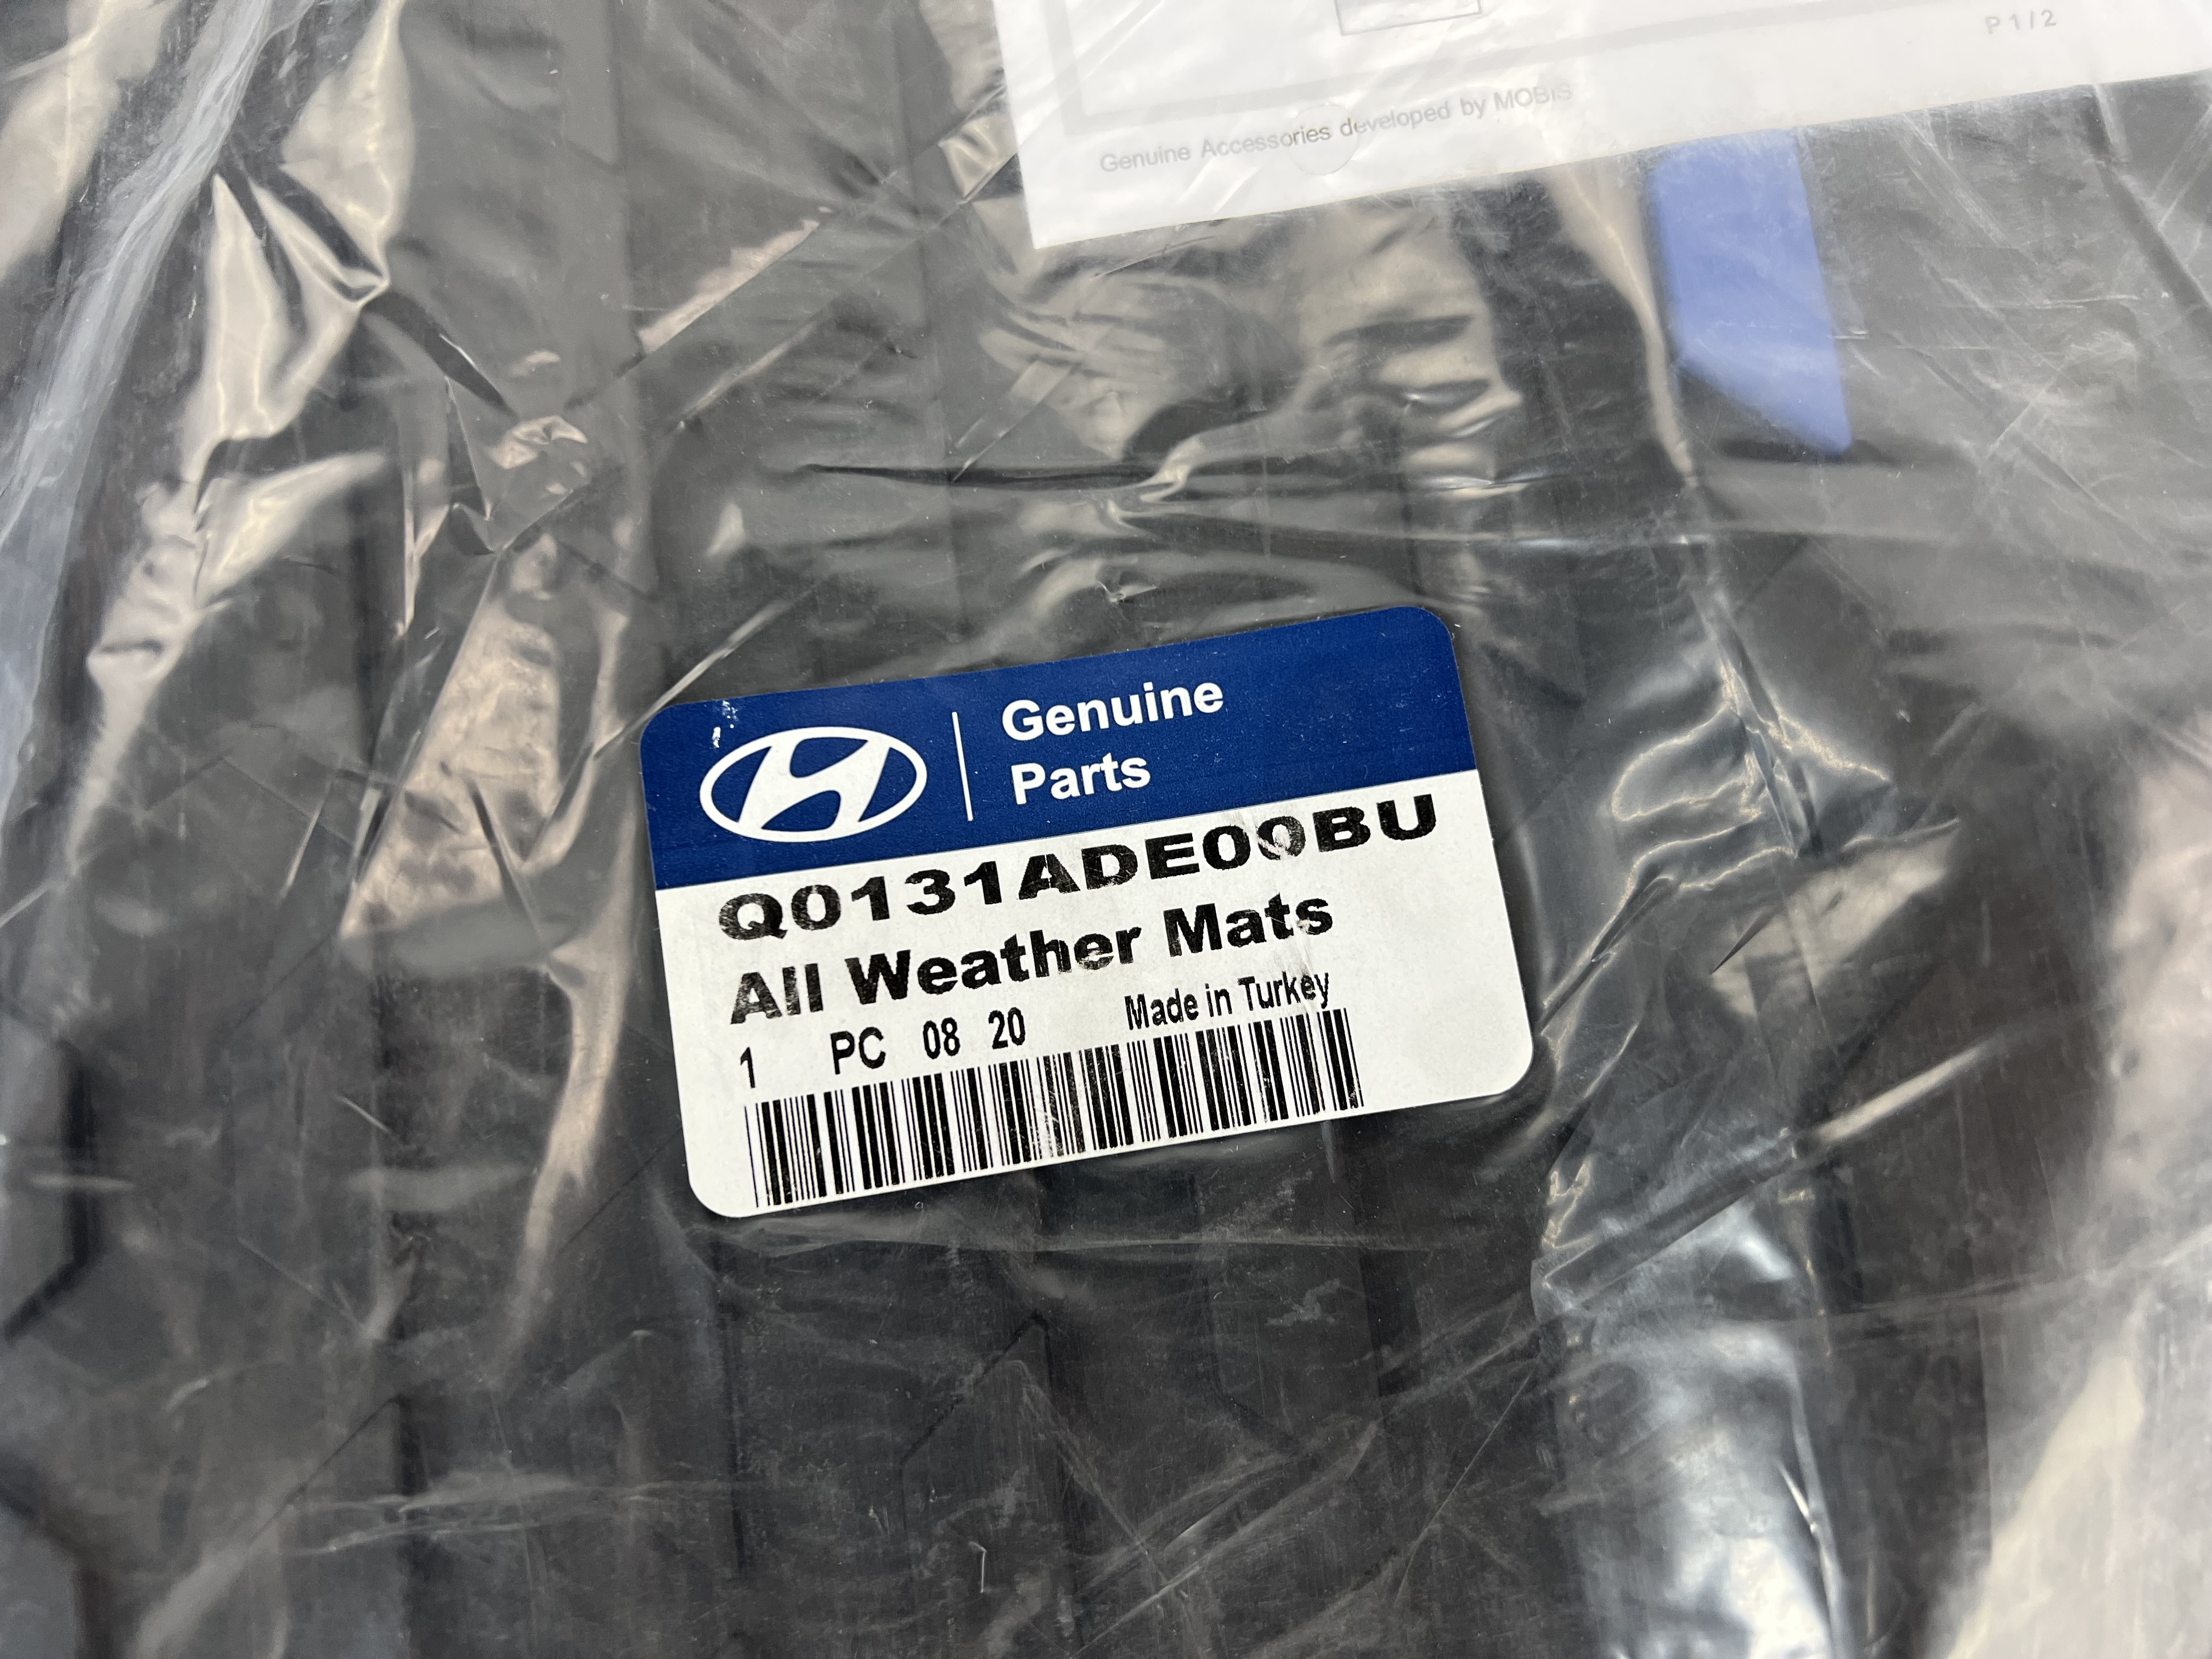 P 1 / 2
Genuine Accessories developed by MOBIS
Genuine
Parts
Q0131ADE00BU
All Weather Mats
1 PC 08 20 Made in Turkey